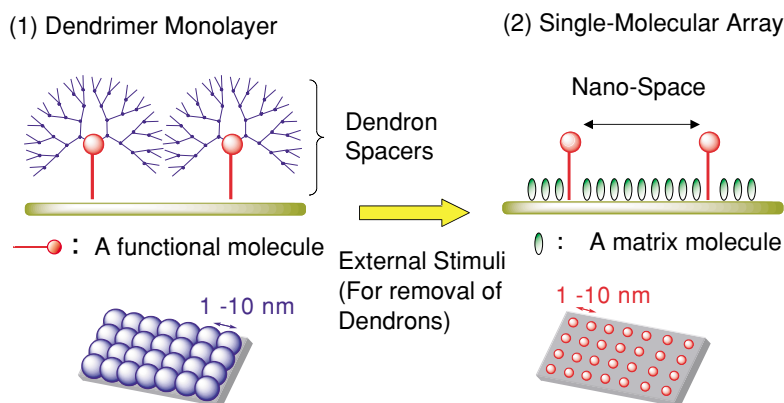 (1) Dendrimer Monolayer
Dendron
Spacers
: A functional molecule
1 -10 nm
External Stimuli
(For removal of
Dendrons)
(2) Single-Molecular Array
Nano-Space
: A matrix molecule
1 -10 nm